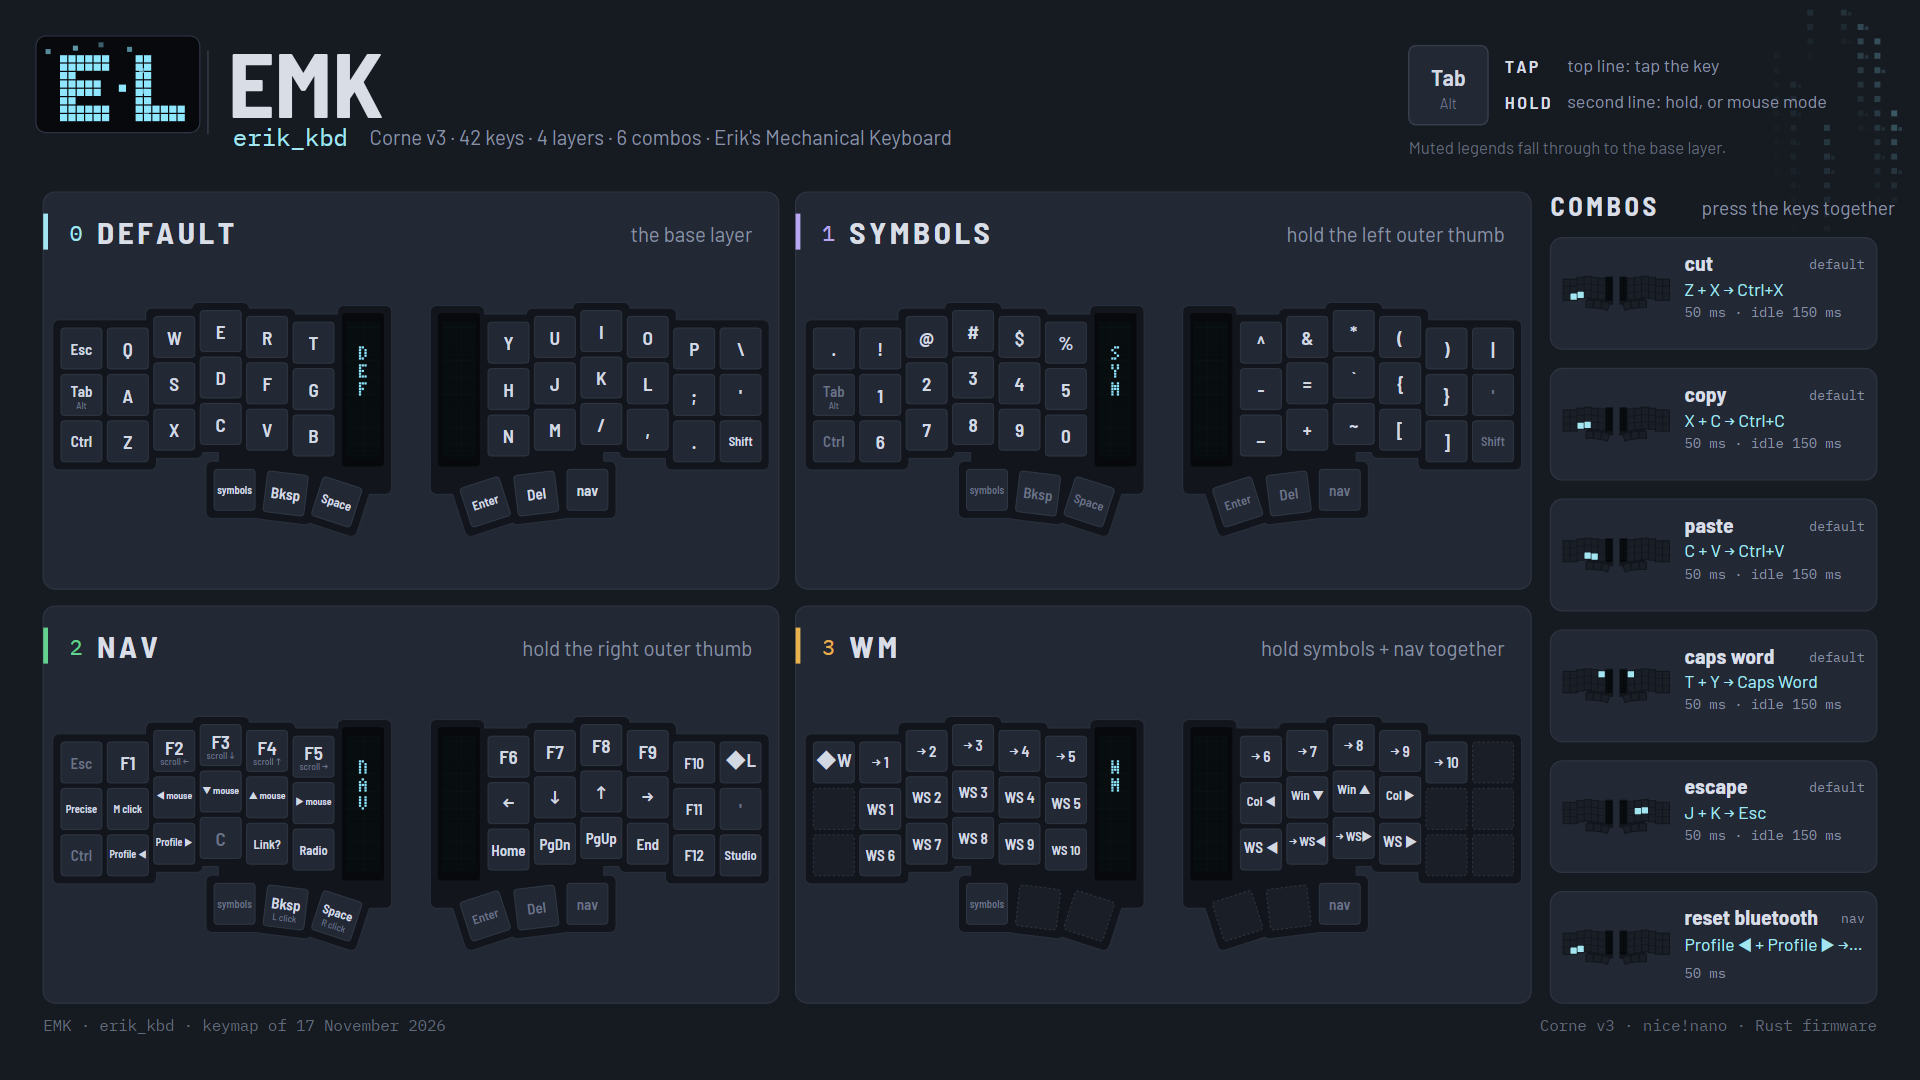 E·L
EMK
erik_kbd Corne v3 · 42 keys · 4 layers · 6 combos · Erik's Mechanical Keyboard
Tab
Alt
TAP top line: tap the key
HOLD second line: hold, or mouse mode
Muted legends fall through to the base layer.
0 DEFAULT the base layer
Esc Q W E R T
Tab Alt A S D F G
Ctrl Z X C V B
symbols Bksp Space
DEF
Y U I O P \
H J K L ; '
N M / , . Shift
Enter Del nav
1 SYMBOLS hold the left outer thumb
. ! @ # $ %
Tab Alt 1 2 3 4 5
Ctrl 6 7 8 9 0
symbols Bksp Space
SYM
^ & * ( ) |
- = ` { } '
_ + ~ [ ] Shift
Enter Del nav
2 NAV hold the right outer thumb
Esc F1 F2 scroll ← F3 scroll ↓ F4 scroll ↑ F5 scroll →
Precise M click ◀ mouse ▼ mouse ▲ mouse ▶ mouse
Ctrl Profile ◀ Profile ▶ C Link? Radio
symbols Bksp L click Space R click
NAV
F6 F7 F8 F9 F10 ◆L
← ↓ ↑ → F11 '
Home PgDn PgUp End F12 Studio
Enter Del nav
3 WM hold symbols + nav together
◆W →1 →2 →3 →4 →5
WS 1 WS 2 WS 3 WS 4 WS 5
WS 6 WS 7 WS 8 WS 9 WS 10
symbols
WM
→6 →7 →8 →9 →10
Col ◀ Win ▼ Win ▲ Col ▶
WS ◀ →WS◀ →WS▶ WS ▶
nav
COMBOS press the keys together
cut default
Z + X → Ctrl+X
50 ms · idle 150 ms
copy default
X + C → Ctrl+C
50 ms · idle 150 ms
paste default
C + V → Ctrl+V
50 ms · idle 150 ms
caps word default
T + Y → Caps Word
50 ms · idle 150 ms
escape default
J + K → Esc
50 ms · idle 150 ms
reset bluetooth nav
Profile ◀ + Profile ▶ →...
50 ms
EMK · erik_kbd · keymap of 17 November 2026
Corne v3 · nice!nano · Rust firmware